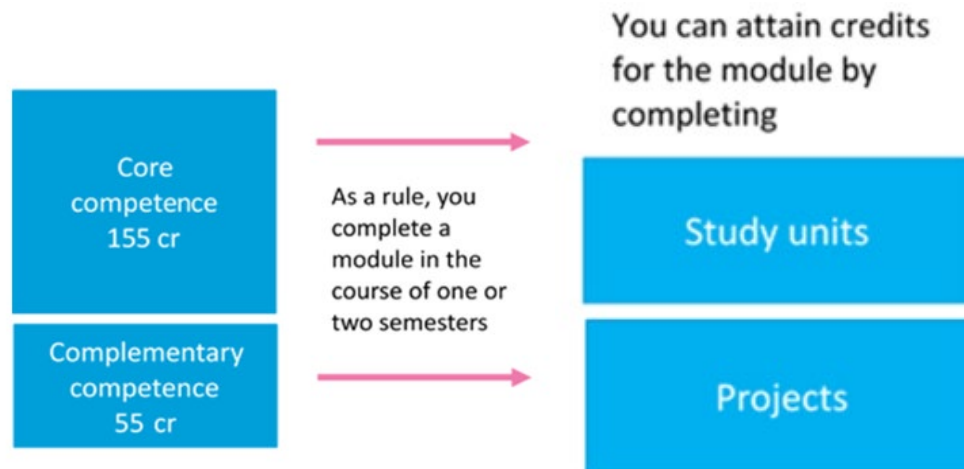 You can attain credits
for the module by
completing
Core
competence
155 cr
As a rule, you
complete a
module in the
course of one or
two semesters
Study units
Complementary
competence
55 cr
Projects